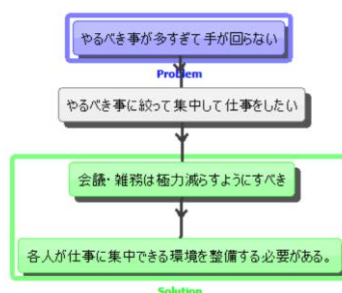 やるべき事が多すぎて手が回らない
Problem
やるべき事に絞って集中して仕事をしたい
会議・雑務は極力減らすようにすべき
各人が仕事に集中できる環境を整備する必要がある。
Solution